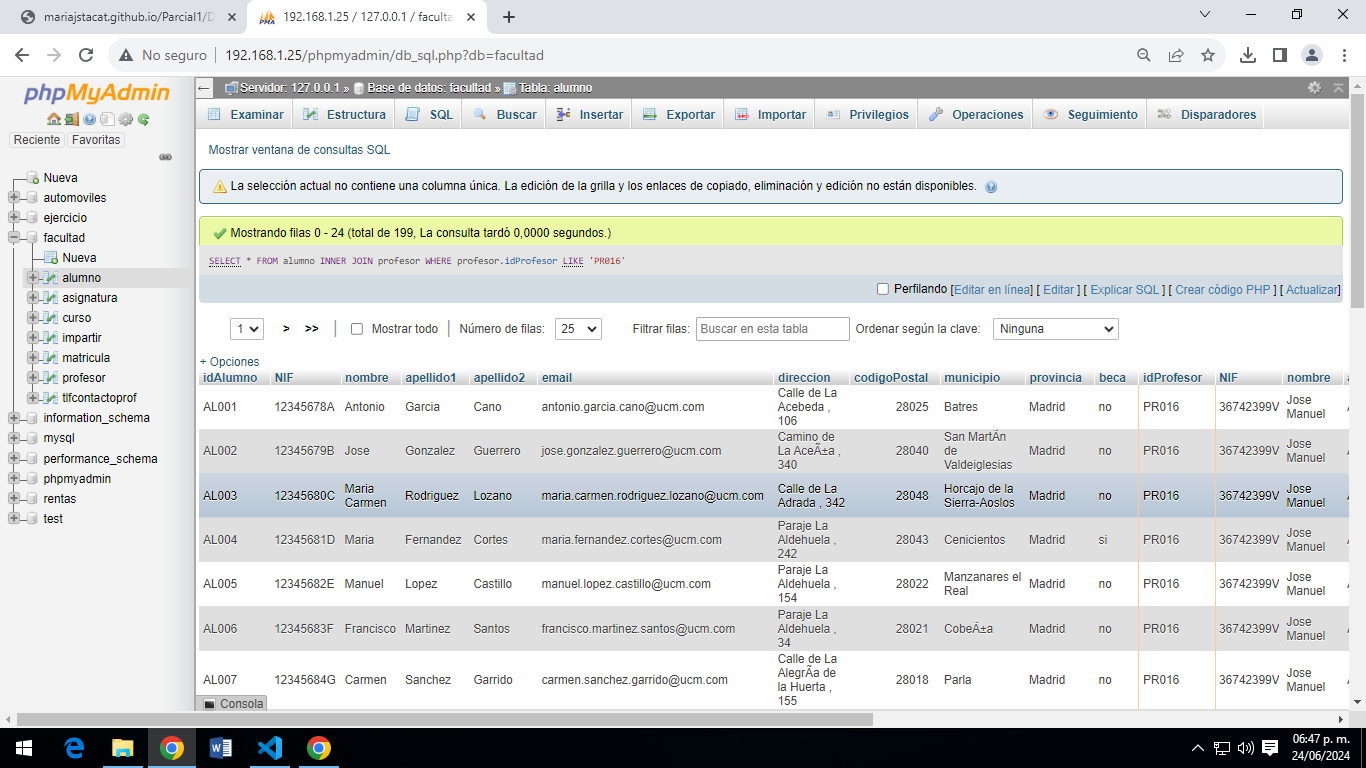 mariajstacat.github.io/Parcial1/D
192.168.1.25 / 127.0.0.1 / faculta
No seguro
192.168.1.25/phpmyadmin/db_sql.php?db=facultad
phpMyAdmin
Reciente Favoritas
Nueva
automoviles
ejercicio
facultad
Nueva
alumno
asignatura
curso
impartir
matricula
profesor
tlfcontactoprof
information_schema
mysql
performance_schema
phpmyadmin
rentas
test
Servidor: 127.0.0.1 » Base de datos: facultad » Tabla: alumno
Examinar Estructura SQL Buscar Insertar Exportar Importar Privilegios Operaciones Seguimiento Disparadores
Mostrar ventana de consultas SQL
La selección actual no contiene una columna única. La edición de la grilla y los enlaces de copiado, eliminación y edición no están disponibles.
Mostrando filas 0 - 24 (total de 199, La consulta tardó 0,0000 segundos.)
SELECT * FROM alumno INNER JOIN profesor WHERE profesor.idProfesor LIKE 'PR016'
Perfilando [Editar en línea] [ Editar ] [ Explicar SQL ] [ Crear código PHP ] [ Actualizar]
1 > >> | Mostrar todo | Número de filas: 25 Filtrar filas: Buscar en esta tabla Ordenar según la clave: Ninguna
+ Opciones
idAlumno NIF nombre apellido1 apellido2 email direccion codigoPostal municipio provincia beca idProfesor NIF nombre
AL001 12345678A Antonio Garcia Cano antonio.garcia.cano@ucm.com Calle de La Acebeda , 106 28025 Batres Madrid no PR016 36742399V Jose Manuel
AL002 12345679B Jose Gonzalez Guerrero jose.gonzalez.guerrero@ucm.com Camino de La AceÃ±a , 340 28040 San MartÃ­n de Valdeiglesias Madrid no PR016 36742399V Jose Manuel
AL003 12345680C Maria Carmen Rodriguez Lozano maria.carmen.rodriguez.lozano@ucm.com Calle de La Adrada , 342 28048 Horcajo de la Sierra-Aoslos Madrid no PR016 36742399V Jose Manuel
AL004 12345681D Maria Fernandez Cortes maria.fernandez.cortes@ucm.com Paraje La Aldehuela , 242 28043 Cenicientos Madrid si PR016 36742399V Jose Manuel
AL005 12345682E Manuel Lopez Castillo manuel.lopez.castillo@ucm.com Paraje La Aldehuela , 154 28022 Manzanares el Real Madrid no PR016 36742399V Jose Manuel
AL006 12345683F Francisco Martinez Santos francisco.martinez.santos@ucm.com Paraje La Aldehuela , 34 28021 CobeÃ±a Madrid no PR016 36742399V Jose Manuel
AL007 12345684G Carmen Sanchez Garrido carmen.sanchez.garrido@ucm.com Calle de La AlegrÃ­a de la Huerta , 155 28018 Parla Madrid no PR016 36742399V Jose Manuel
Consola
06:47 p. m.
24/06/2024